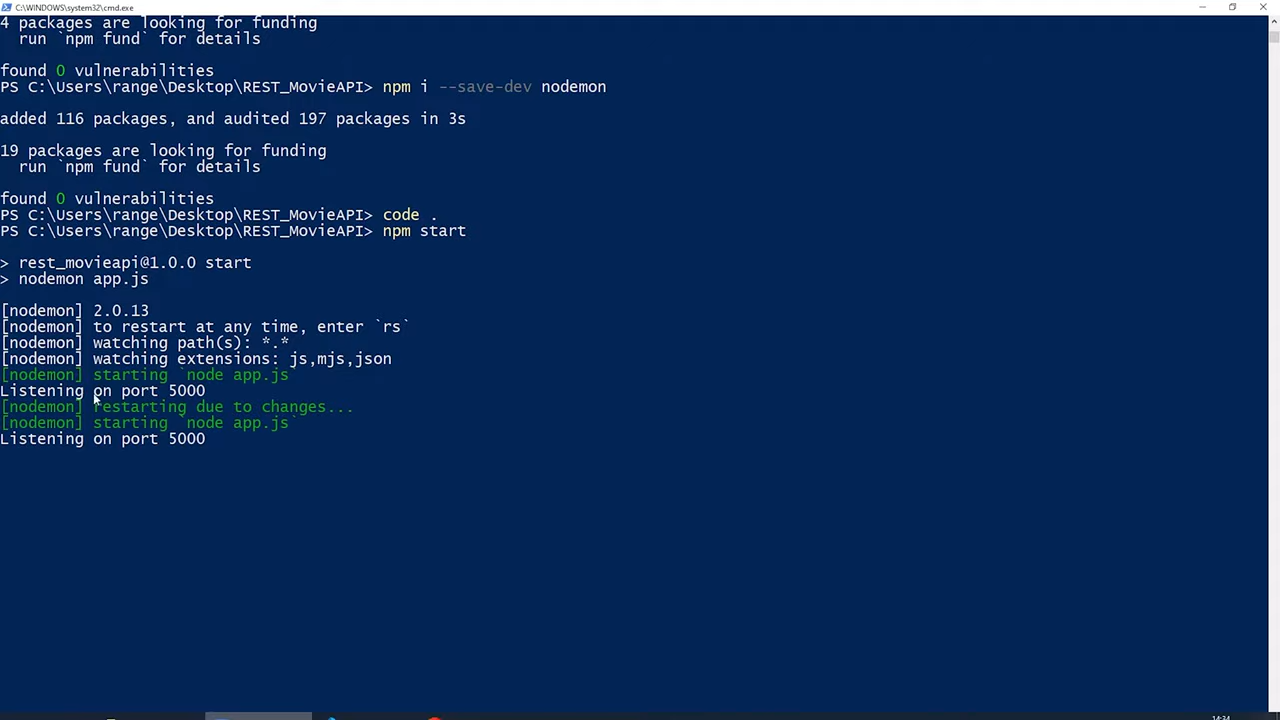 C:\WINDOWS\system32\cmd.exe
4 packages are looking for funding
run `npm fund` for details
found 0 vulnerabilities
PS C:\Users\range\Desktop\REST_MovieAPI> npm i --save-dev nodemon
added 116 packages, and audited 197 packages in 3s
19 packages are looking for funding
run `npm fund` for details
found 0 vulnerabilities
PS C:\Users\range\Desktop\REST_MovieAPI> code .
PS C:\Users\range\Desktop\REST_MovieAPI> npm start
> rest_movieapi@1.0.0 start
> nodemon app.js
[nodemon] 2.0.13
[nodemon] to restart at any time, enter `rs`
[nodemon] watching path(s): *.*
[nodemon] watching extensions: js,mjs,json
[nodemon] starting `node app.js`
Listening on port 5000
[nodemon] restarting due to changes...
[nodemon] starting `node app.js`
Listening on port 5000